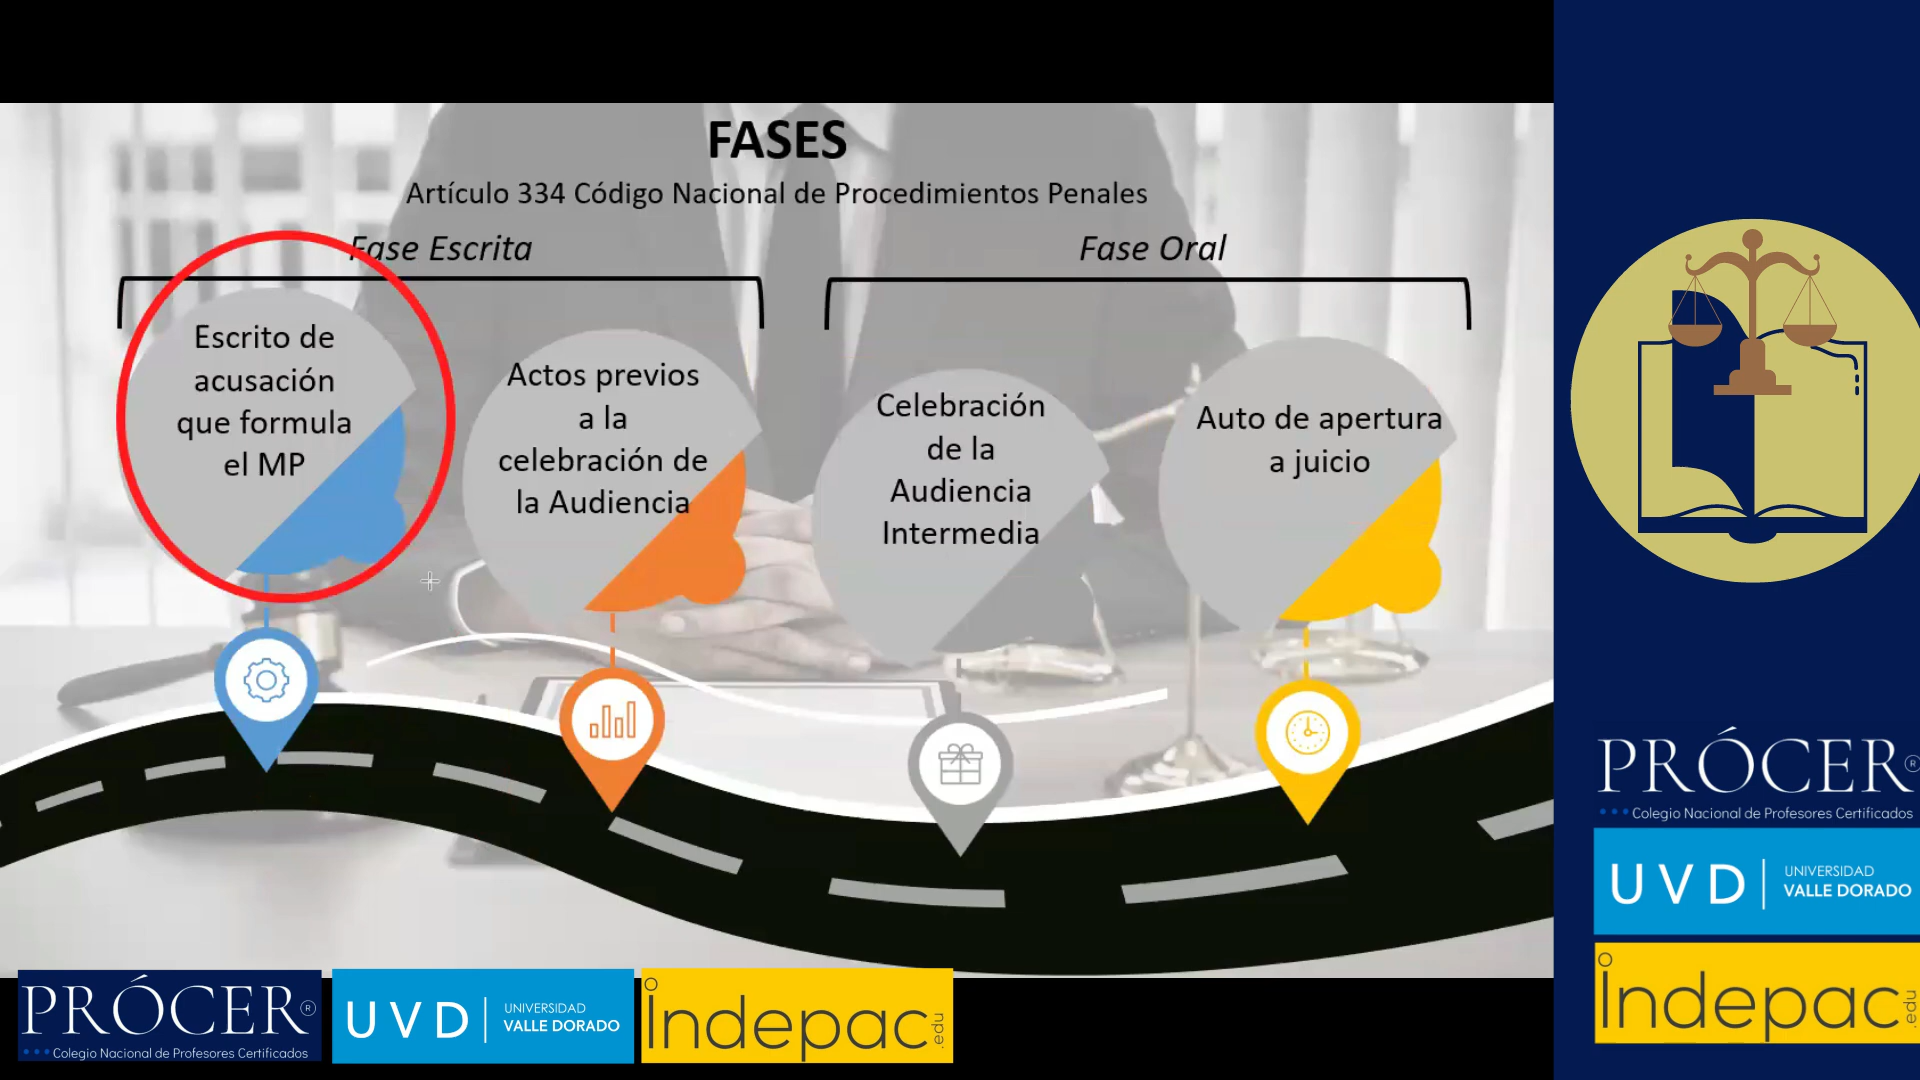 FASES
Artículo 334 Código Nacional de Procedimientos Penales
Fase Escrita
Fase Oral
Escrito de
acusación
que formula
el MP
Actos previos
a la
celebración de
la Audiencia
Celebración
de la
Audiencia
Intermedia
Auto de apertura
a juicio
PRÓCER®
Colegio Nacional de Profesores Certificados
UVD
UNIVERSIDAD
VALLE DORADO
indepac
.edu
PRÓCER®
Colegio Nacional de Profesores Certificados
UVD
UNIVERSIDAD
VALLE DORADO
indepac
.edu